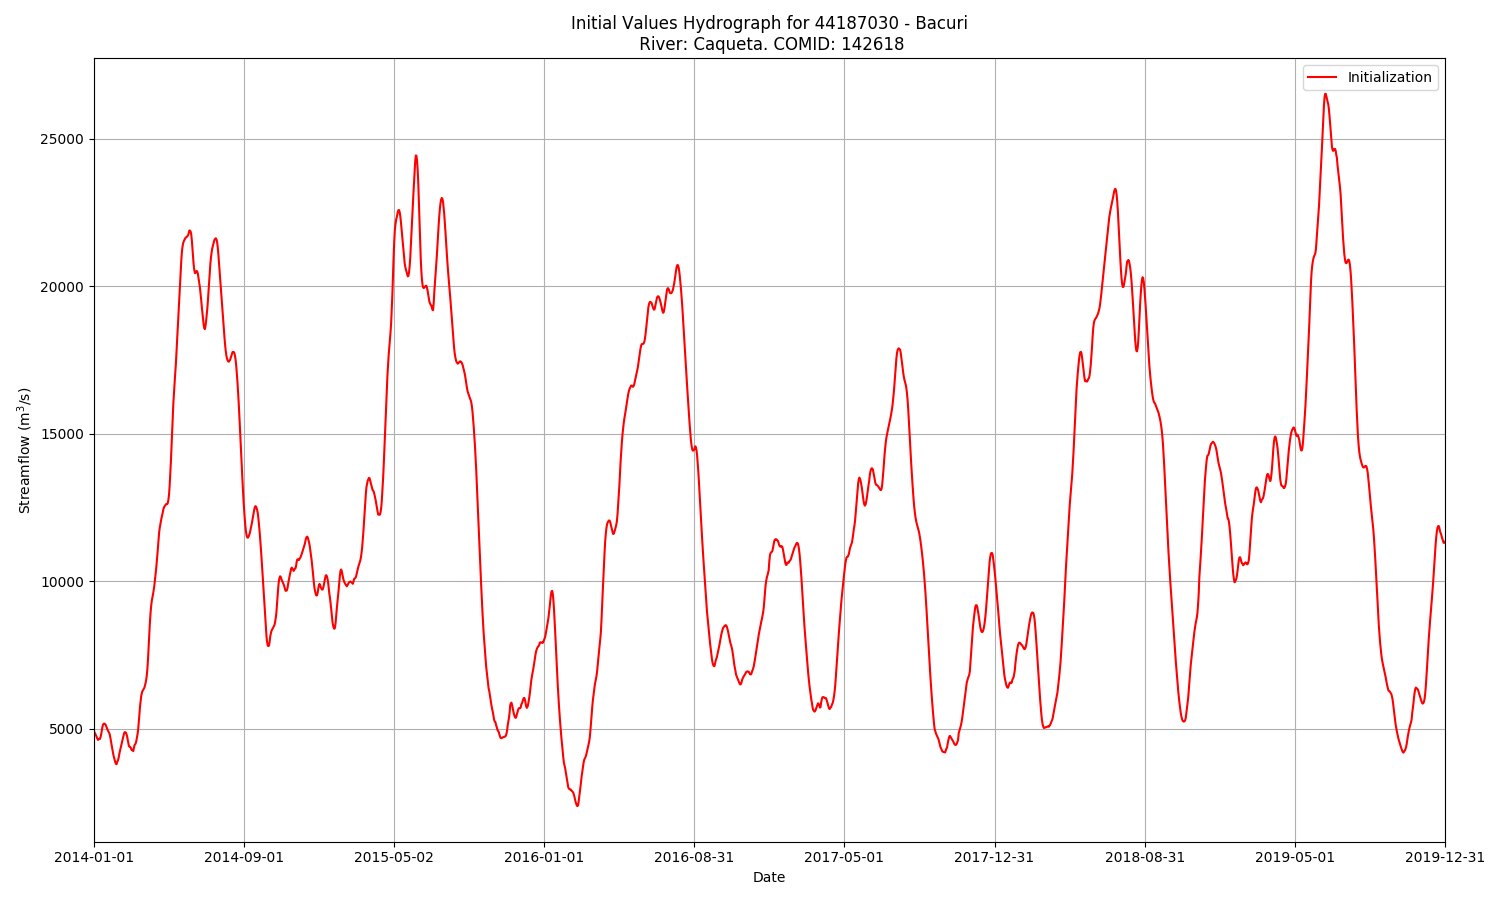 Initial Values Hydrograph for 44187030 - Bacuri
River: Caqueta. COMID: 142618
Initialization
25000
20000
15000
10000
5000
Streamflow (m³/s)
2014-01-01 2014-09-01 2015-05-02 2016-01-01 2016-08-31 2017-05-01 2017-12-31 2018-08-31 2019-05-01 2019-12-31
Date